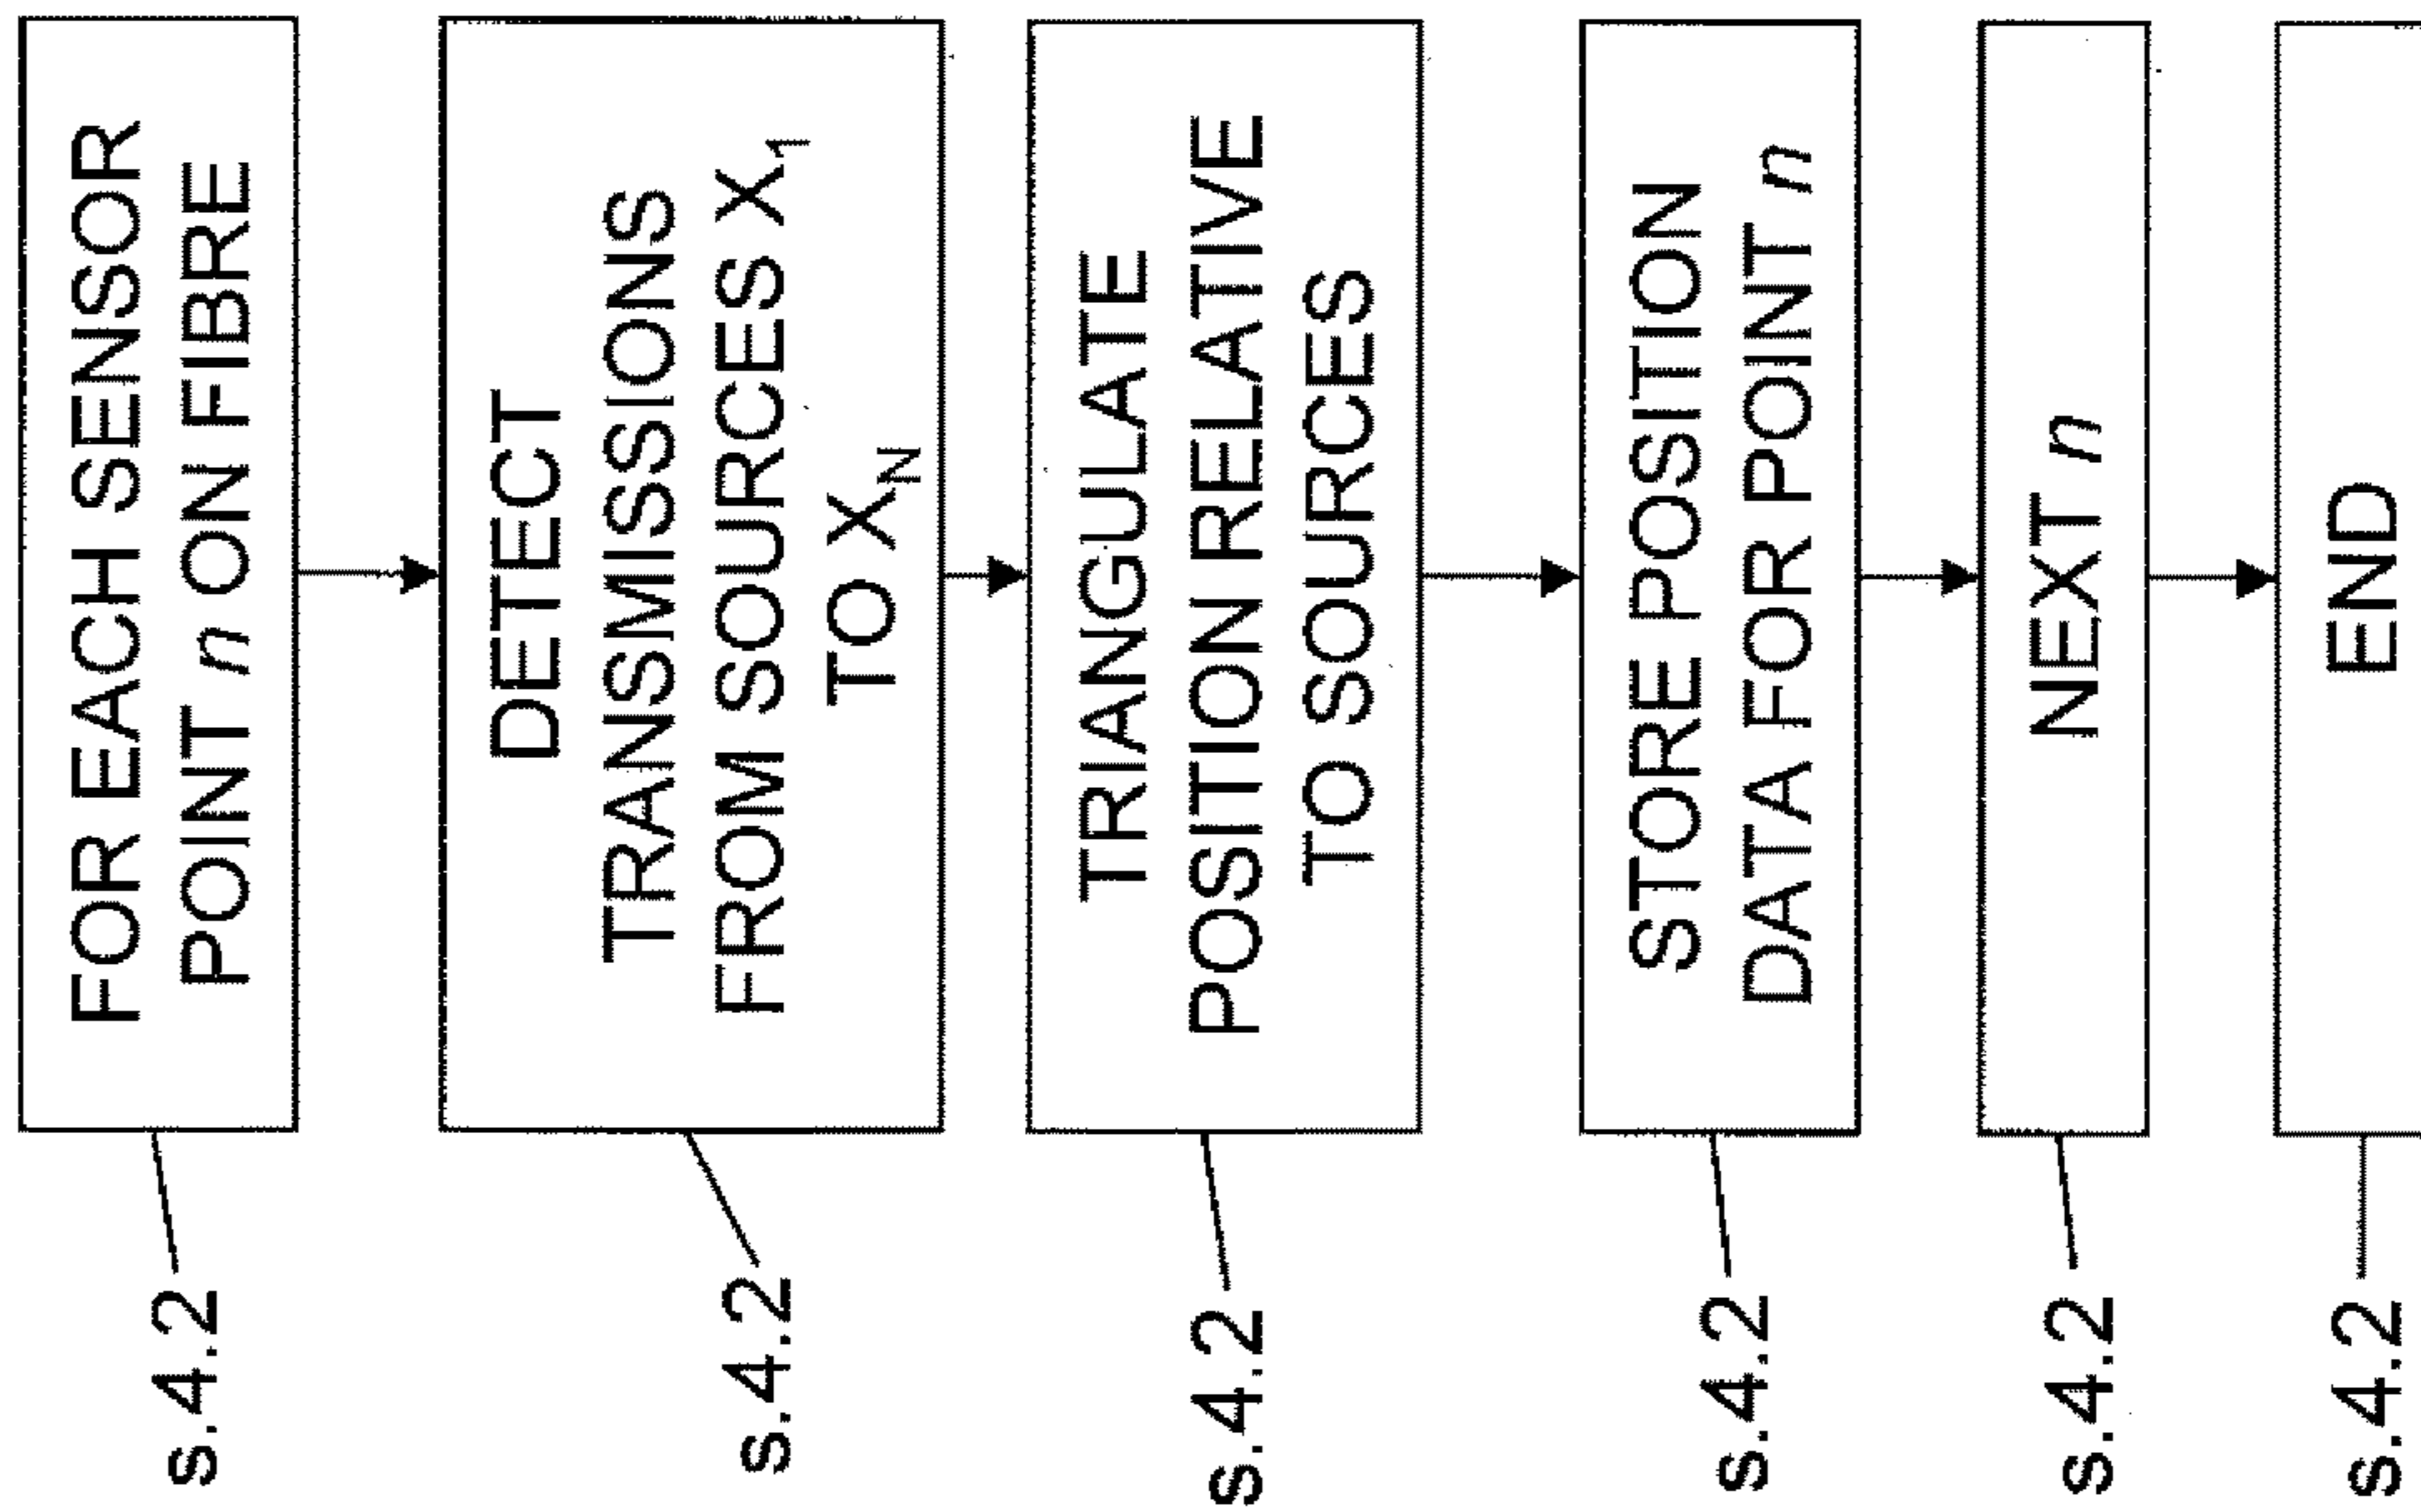 s.4.2
FOR EACH SENSOR
POINT n ON FIBRE
s.4.2
DETECT
TRANSMISSIONS
FROM SOURCES X1
TO XN
s.4.2
TRIANGULATE
POSITION RELATIVE
TO SOURCES
s.4.2
STORE POSITION
DATA FOR POINT n
s.4.2
NEXT n
s.4.2
END